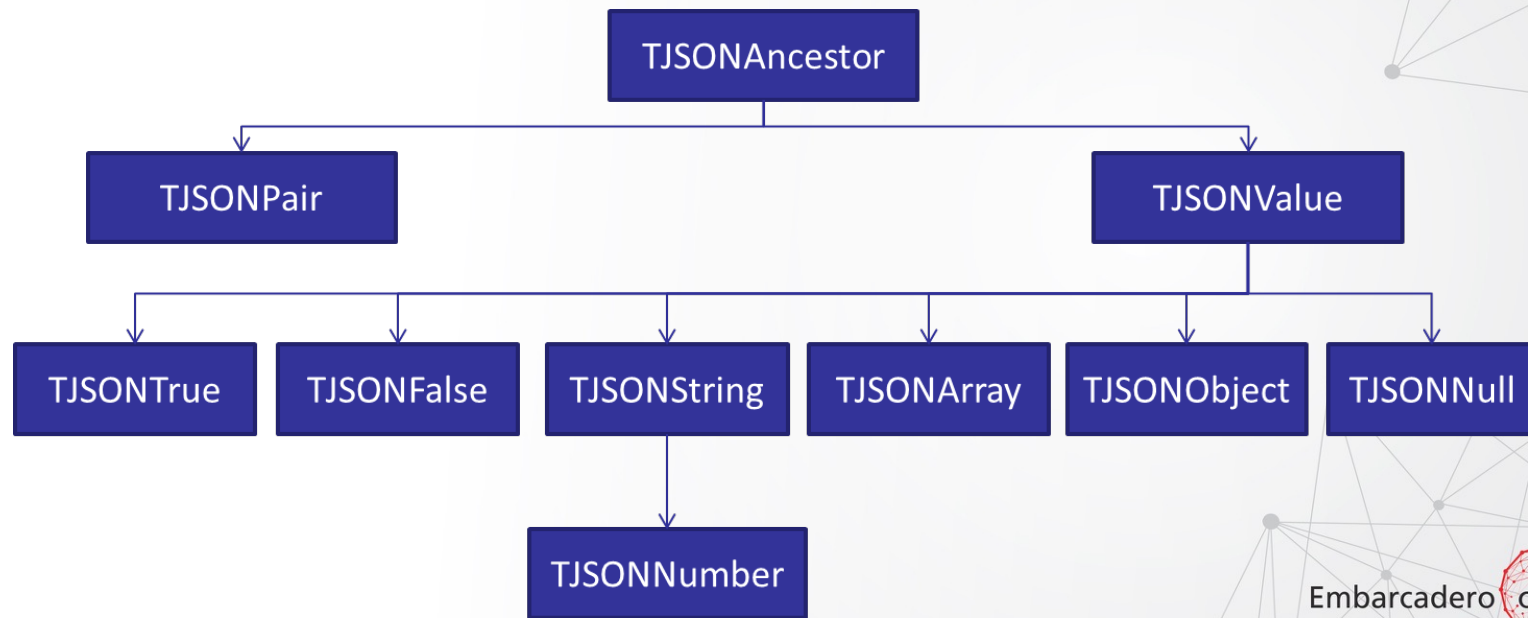 TJSONAncestor
TJSONPair
TJSONValue
TJSONTrue
TJSONFalse
TJSONString
TJSONArray
TJSONObject
TJSONNull
TJSONNumber
Embarcadero